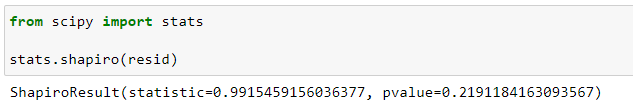 from scipy import stats
stats.shapiro(resid)
ShapiroResult(statistic=0.9915459156036377, pvalue=0.2191184163093567)